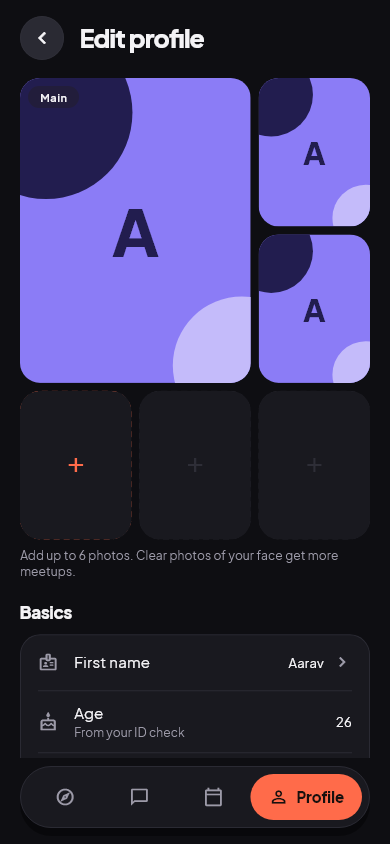 Edit profile
Main
A
A
A
Add up to 6 photos. Clear photos of your face get more
meetups.
Basics
First name
Aarav
Age
From your ID check
26
Profile